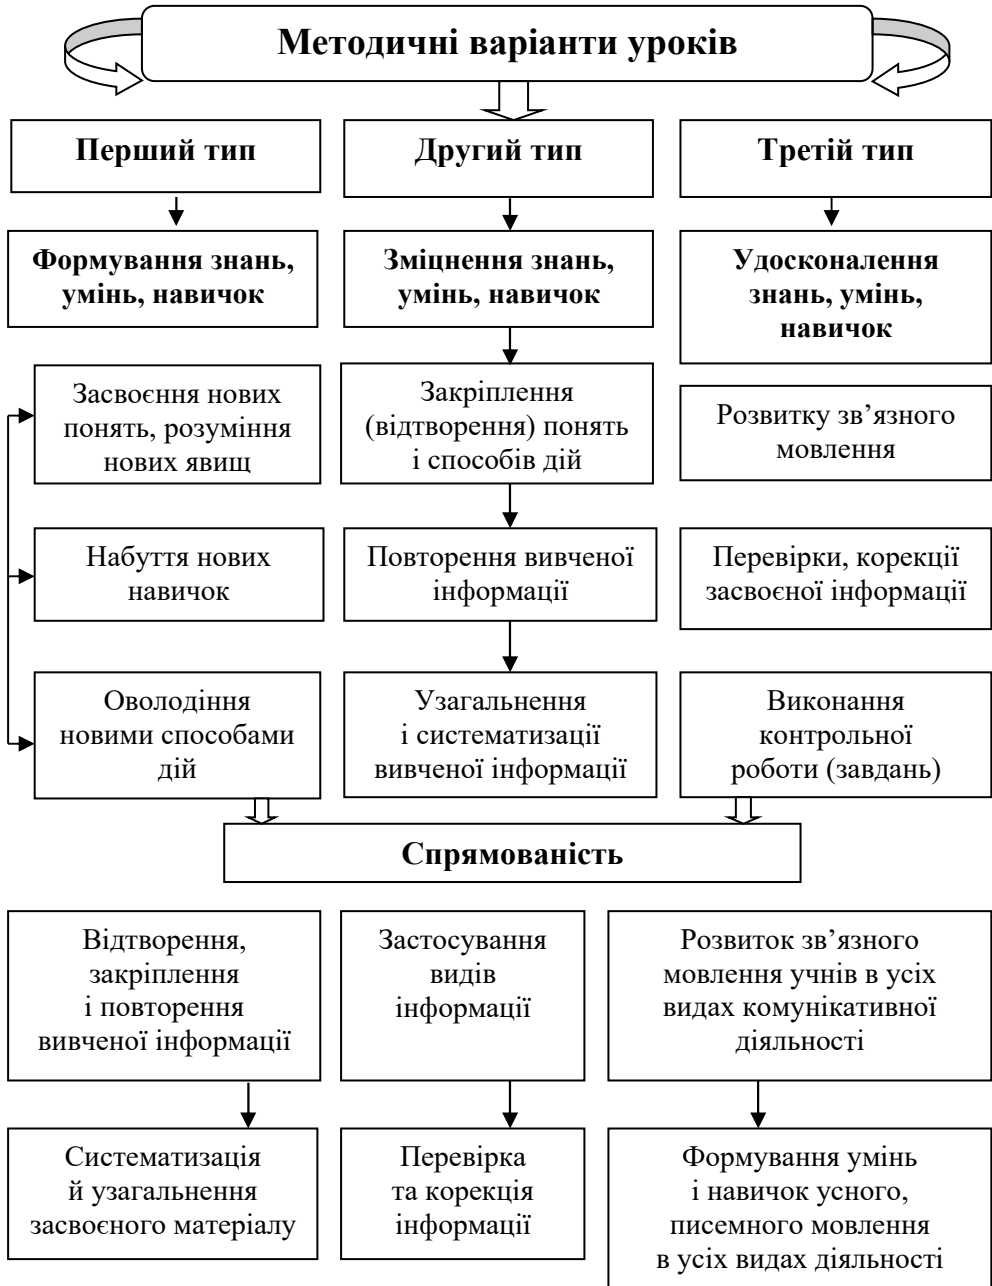 Методичні варіанти уроків
Перший тип
Другий тип
Третій тип
Формування знань,
умінь, навичок
Зміцнення знань,
умінь, навичок
Удосконалення
знань, умінь,
навичок
Засвоєння нових
понять, розуміння
нових явищ
Закріплення
(відтворення) понять
і способів дій
Розвитку зв’язного
мовлення
Набуття нових
навичок
Повторення вивченої
інформації
Перевірки, корекції
засвоєної інформації
Оволодіння
новими способами
дій
Узагальнення
і систематизації
вивченої інформації
Виконання
контрольної
роботи (завдань)
Спрямованість
Відтворення,
закріплення
і повторення
вивченої інформації
Застосування
видів
інформації
Розвиток зв’язного
мовлення учнів в усіх
видах комунікативної
діяльності
Систематизація
й узагальнення
засвоєного матеріалу
Перевірка
та корекція
інформації
Формування умінь
і навичок усного,
писемного мовлення
в усіх видах діяльності